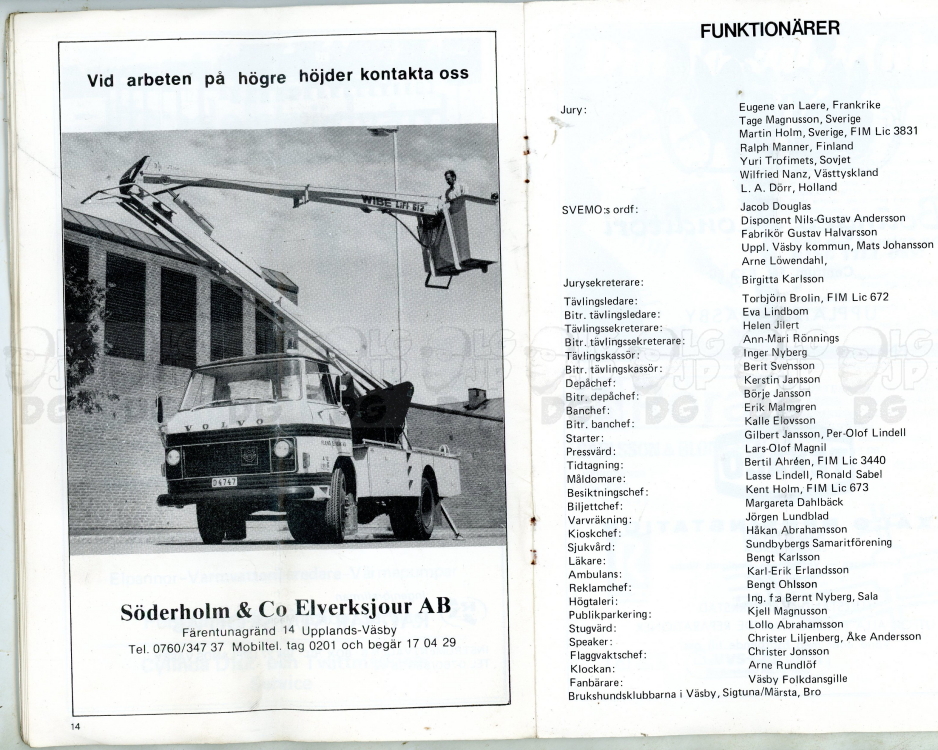 Vid arbeten på högre höjder kontakta oss
WIBE Lift 612
VOLVO
D4747
Söderholm & Co Elverksjour AB
Färentunagränd 14 Upplands-Väsby
Tel. 0760/347 37 Mobiltel. tag 0201 och begär 17 04 29
14
FUNKTIONÄRER
Jury: Eugene van Laere, Frankrike
Tage Magnusson, Sverige
Martin Holm, Sverige, FIM Lic 3831
Ralph Manner, Finland
Yuri Trofimets, Sovjet
Wilfried Nanz, Västtyskland
L. A. Dörr, Holland
SVEMO:s ordf: Jacob Douglas
Disponent Nils-Gustav Andersson
Fabrikör Gustav Halvarsson
Uppl. Väsby kommun, Mats Johansson
Arne Löwendahl,
Jurysekreterare: Birgitta Karlsson
Tävlingsledare: Torbjörn Brolin, FIM Lic 672
Bitr. tävlingsledare: Eva Lindbom
Tävlingssekreterare: Helen Jilert
Bitr. tävlingssekreterare: Ann-Mari Rönnings
Tävlingskassör: Inger Nyberg
Bitr. tävlingskassör: Berit Svensson
Depåchef: Kerstin Jansson
Bitr. depåchef: Börje Jansson
Banchef: Erik Malmgren
Bitr. banchef: Kalle Elovsson
Starter: Gilbert Jansson, Per-Olof Lindell
Pressvärd: Lars-Olof Magnil
Tidtagning: Bertil Ahréen, FIM Lic 3440
Måldomare: Lasse Lindell, Ronald Sabel
Besiktningschef: Kent Holm, FIM Lic 673
Biljettchef: Margareta Dahlbäck
Varvräkning: Jörgen Lundblad
Kioskchef: Håkan Abrahamsson
Sjukvård: Sundbybergs Samaritförening
Läkare: Bengt Karlsson
Ambulans: Karl-Erik Erlandsson
Reklamchef: Bengt Ohlsson
Högtaleri: Ing. f:a Bernt Nyberg, Sala
Publikparkering: Kjell Magnusson
Stugvärd: Lollo Abrahamsson
Speaker: Christer Liljenberg, Åke Andersson
Flaggvaktschef: Christer Jonsson
Klockan: Arne Rundlöf
Fanbärare: Väsby Folkdansgille
Brukshundsklubbarna i Väsby, Sigtuna/Märsta, Bro
LG JP DG